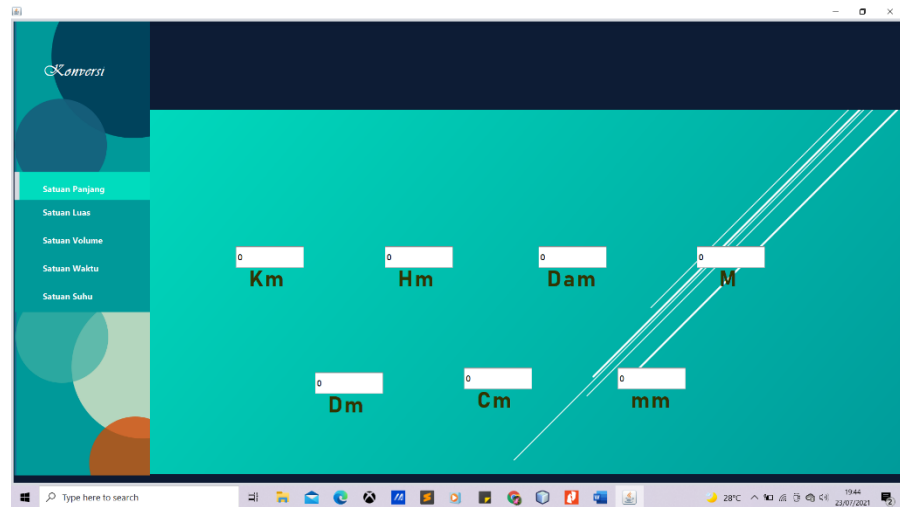 Konversi
Satuan Panjang
Satuan Luas
Satuan Volume
Satuan Waktu
Satuan Suhu
0 0 0 0
Km Hm Dam M
0 0 0
Dm Cm mm
Type here to search
28°C
19:44
23/07/2021
2